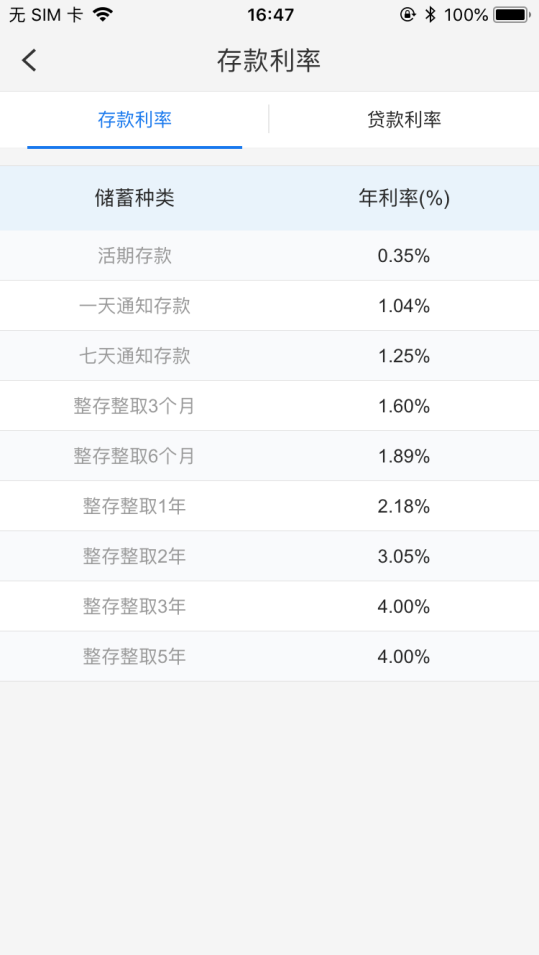 无 SIM 卡 16:47 100%
存款利率
存款利率 贷款利率
储蓄种类 年利率(%)
活期存款 0.35%
一天通知存款 1.04%
七天通知存款 1.25%
整存整取3个月 1.60%
整存整取6个月 1.89%
整存整取1年 2.18%
整存整取2年 3.05%
整存整取3年 4.00%
整存整取5年 4.00%